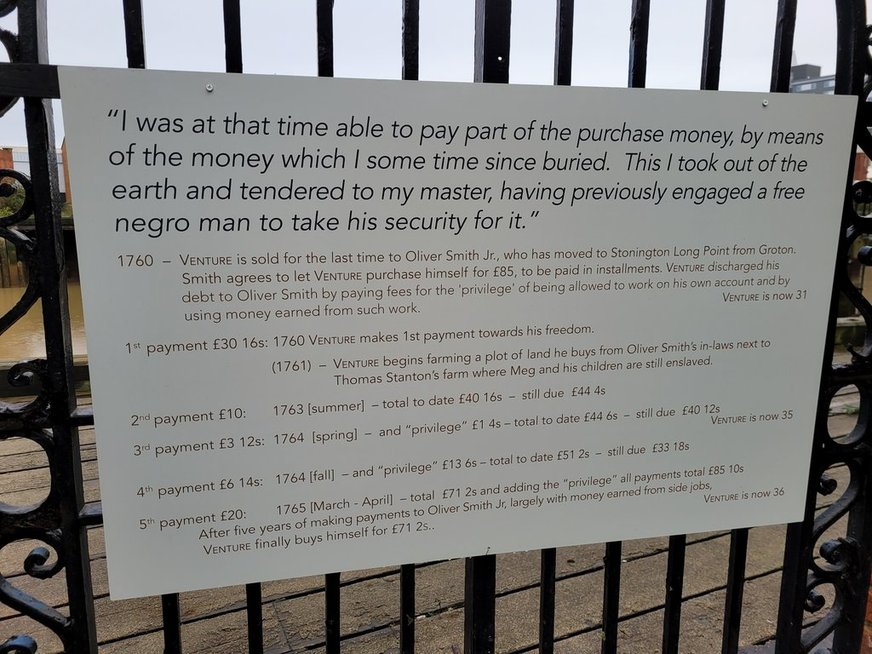 “I was at that time able to pay part of the purchase money, by means
of the money which I some time since buried. This I took out of the
earth and tendered to my master, having previously engaged a free
negro man to take his security for it.”
1760 – VENTURE is sold for the last time to Oliver Smith Jr., who has moved to Stonington Long Point from Groton.
Smith agrees to let VENTURE purchase himself for £85, to be paid in installments. VENTURE discharged his
debt to Oliver Smith by paying fees for the 'privilege' of being allowed to work on his own account and by
using money earned from such work.
VENTURE is now 31
1st payment £30 16s: 1760 VENTURE makes 1st payment towards his freedom.
(1761) – VENTURE begins farming a plot of land he buys from Oliver Smith's in-laws next to
Thomas Stanton's farm where Meg and his children are still enslaved.
2nd payment £10: 1763 [summer] – total to date £40 16s – still due £44 4s
3rd payment £3 12s: 1764 [spring] – and “privilege” £1 4s – total to date £44 6s – still due £40 12s
VENTURE is now 35
4th payment £6 14s: 1764 [fall] – and “privilege” £13 6s – total to date £51 2s – still due £33 18s
5th payment £20: 1765 [March - April] – total £71 2s and adding the “privilege” all payments total £85 10s
After five years of making payments to Oliver Smith Jr, largely with money earned from side jobs,
VENTURE finally buys himself for £71 2s..
VENTURE is now 36